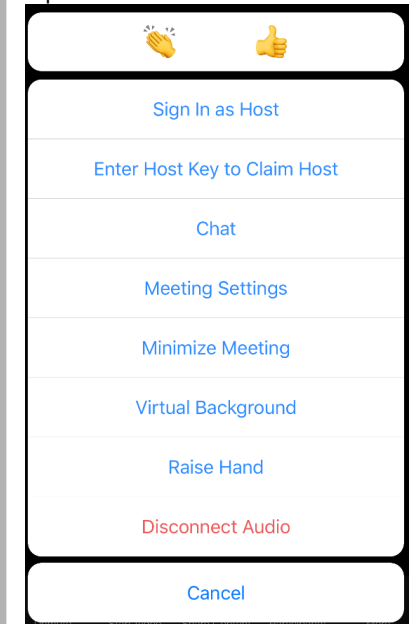 Sign In as Host
Enter Host Key to Claim Host
Chat
Meeting Settings
Minimize Meeting
Virtual Background
Raise Hand
Disconnect Audio
Cancel